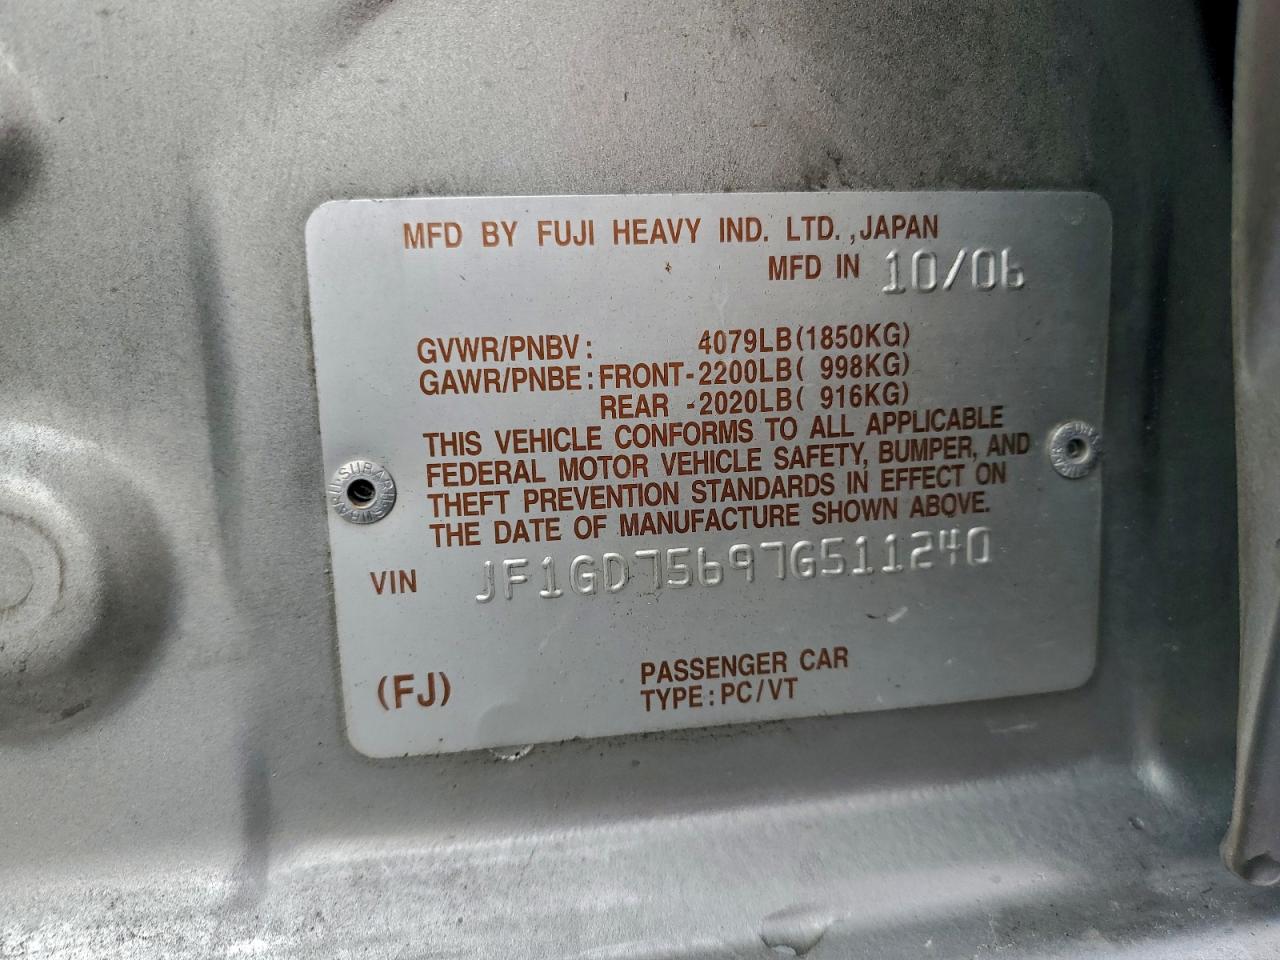 MFD BY FUJI HEAVY IND. LTD. ,JAPAN
MFD IN 10/06
GVWR/PNBV: 4079LB(1850KG)
GAWR/PNBE:FRONT-2200LB( 998KG)
REAR -2020LB( 916KG)
THIS VEHICLE CONFORMS TO ALL APPLICABLE
FEDERAL MOTOR VEHICLE SAFETY, BUMPER, AND
THEFT PREVENTION STANDARDS IN EFFECT ON
THE DATE OF MANUFACTURE SHOWN ABOVE.
VIN JF1GD75697G511240
(FJ)
PASSENGER CAR
TYPE:PC/VT
SUBARU